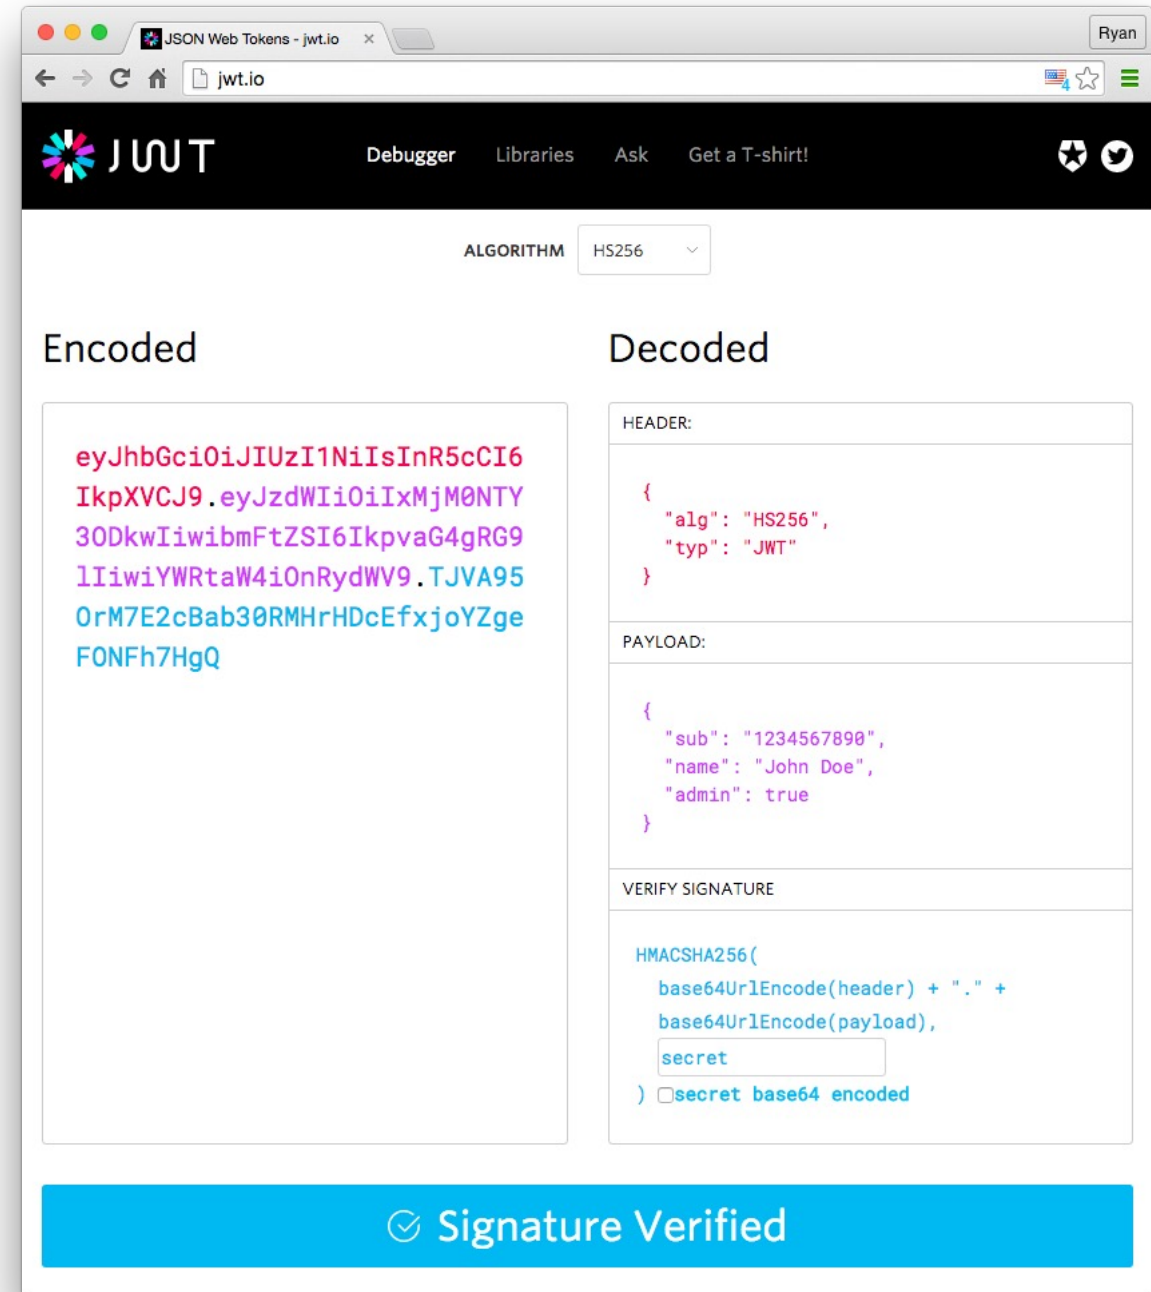 JSON Web Tokens - jwt.io
Ryan
jwt.io
4
JWT
Debugger Libraries Ask Get a T-shirt!
ALGORITHM HS256
Encoded
eyJhbGciOiJIUzI1NiIsInR5cCI6
IkpXVCJ9.eyJzdWIiOiIxMjM0NTY
3ODkwIiwibmFtZSI6IkpvaG4gRG9
lIiwiYWRtaW4iOnRydWV9.TJVA95
OrM7E2cBab30RMHrHDcEfxjoYZge
FONFh7HgQ
Decoded
HEADER:
{
"alg": "HS256",
"typ": "JWT"
}
PAYLOAD:
{
"sub": "1234567890",
"name": "John Doe",
"admin": true
}
VERIFY SIGNATURE
HMACSHA256(
base64UrlEncode(header) + "." +
base64UrlEncode(payload),
secret
) secret base64 encoded
Signature Verified